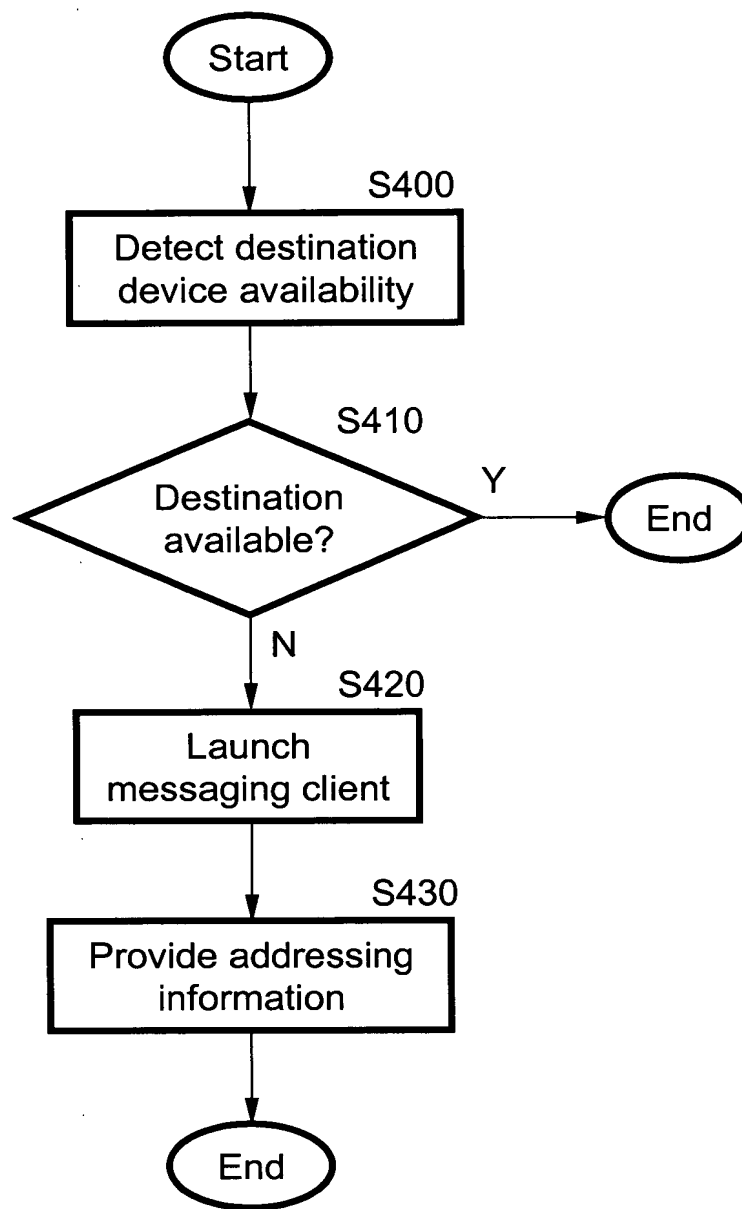 Start
S400
Detect destination
device availability
S410
Destination
available?
Y
End
N
S420
Launch
messaging client
S430
Provide addressing
information
End